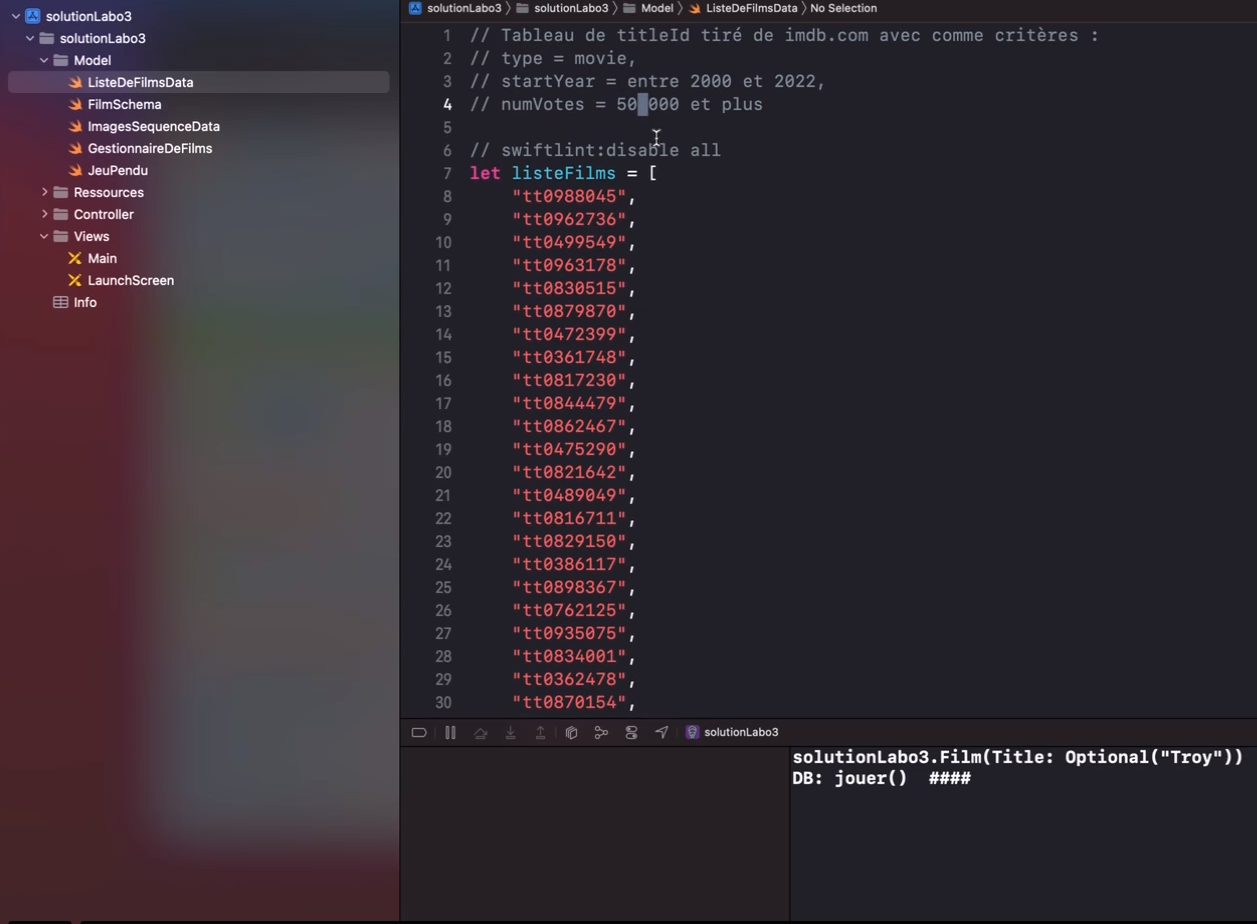 solutionLabo3
solutionLabo3
Model
ListeDeFilmsData
FilmSchema
ImagesSequenceData
GestionnaireDeFilms
JeuPendu
Ressources
Controller
Views
Main
LaunchScreen
Info
solutionLabo3 〉 solutionLabo3 〉 Model 〉 ListeDeFilmsData 〉 No Selection
1 // Tableau de titleId tiré de imdb.com avec comme critères :
2 // type = movie,
3 // startYear = entre 2000 et 2022,
4 // numVotes = 50 000 et plus
5
6 // swiftlint:disable all
7 let listeFilms = [
8 "tt0988045",
9 "tt0962736",
10 "tt0499549",
11 "tt0963178",
12 "tt0830515",
13 "tt0879870",
14 "tt0472399",
15 "tt0361748",
16 "tt0817230",
17 "tt0844479",
18 "tt0862467",
19 "tt0475290",
20 "tt0821642",
21 "tt0489049",
22 "tt0816711",
23 "tt0829150",
24 "tt0386117",
25 "tt0898367",
26 "tt0762125",
27 "tt0935075",
28 "tt0834001",
29 "tt0362478",
30 "tt0870154",
solutionLabo3
solutionLabo3.Film(Title: Optional("Troy"))
DB: jouer()  ####